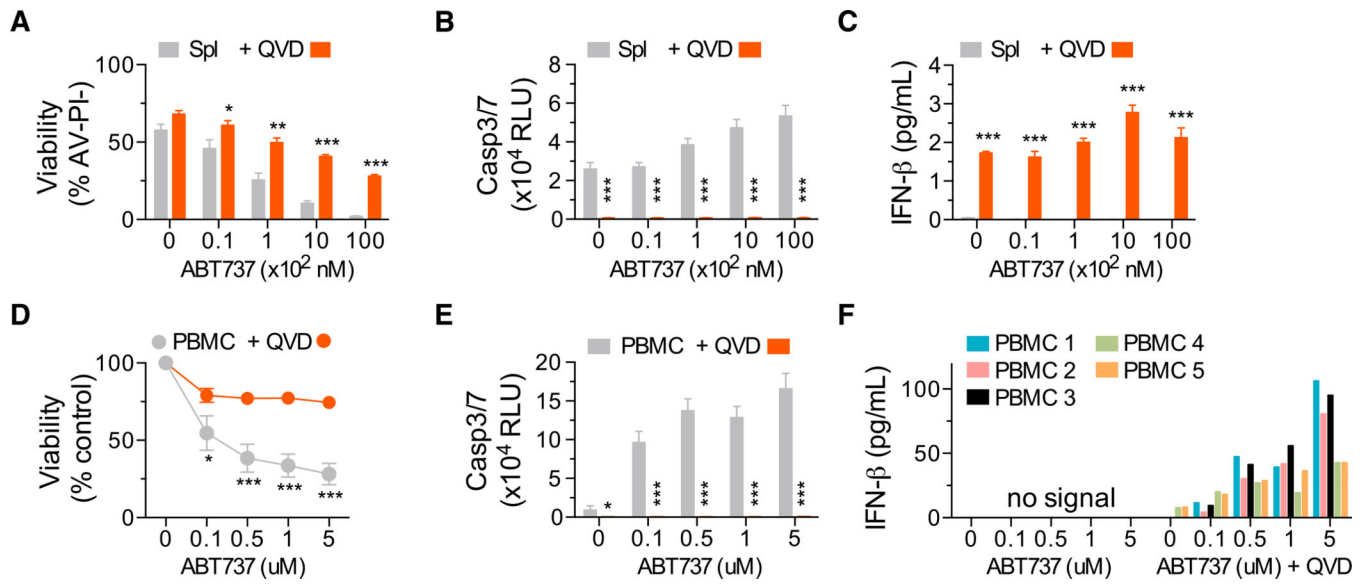 A
Spl + QVD
Viability
(% AV-PI-)
100
50
0
*
**
***
***
0 0.1 1 10 100
ABT737 (x10² nM)
B
Spl + QVD
Casp3/7
(x10⁴ RLU)
8
6
4
2
0
*** *** *** *** ***
0 0.1 1 10 100
ABT737 (x10² nM)
C
Spl + QVD
IFN-β (pg/mL)
4
3
2
1
0
*** *** *** *** ***
0 0.1 1 10 100
ABT737 (x10² nM)
D
PBMC + QVD
Viability
(% control)
100
50
0
* *** *** ***
0 0.1 0.5 1 5
ABT737 (uM)
E
PBMC + QVD
Casp3/7
(x10⁴ RLU)
20
15
10
5
0
* *** *** *** ***
0 0.1 0.5 1 5
ABT737 (uM)
F
PBMC 1 PBMC 4
PBMC 2 PBMC 5
PBMC 3
IFN-β (pg/mL)
100
50
0
no signal
0 0.1 0.5 1 5 0 0.1 0.5 1 5
ABT737 (uM) ABT737 (uM) + QVD